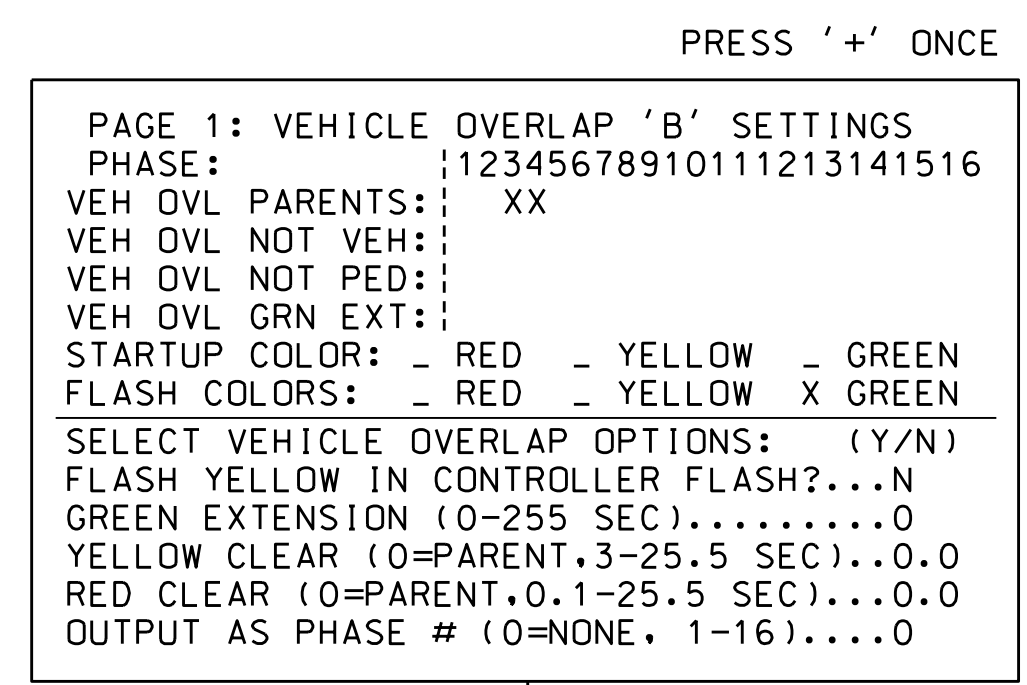 PRESS '+' ONCE
PAGE 1: VEHICLE OVERLAP 'B' SETTINGS
PHASE: ¦12345678910111213141516
VEH OVL PARENTS:¦ XX
VEH OVL NOT VEH:¦
VEH OVL NOT PED:¦
VEH OVL GRN EXT:¦
STARTUP COLOR: _ RED _ YELLOW _ GREEN
FLASH COLORS: _ RED _ YELLOW X GREEN
SELECT VEHICLE OVERLAP OPTIONS: (Y/N)
FLASH YELLOW IN CONTROLLER FLASH?...N
GREEN EXTENSION (0-255 SEC).........0
YELLOW CLEAR (0=PARENT,3-25.5 SEC)..0.0
RED CLEAR (0=PARENT,0.1-25.5 SEC)...0.0
OUTPUT AS PHASE # (0=NONE, 1-16)....0